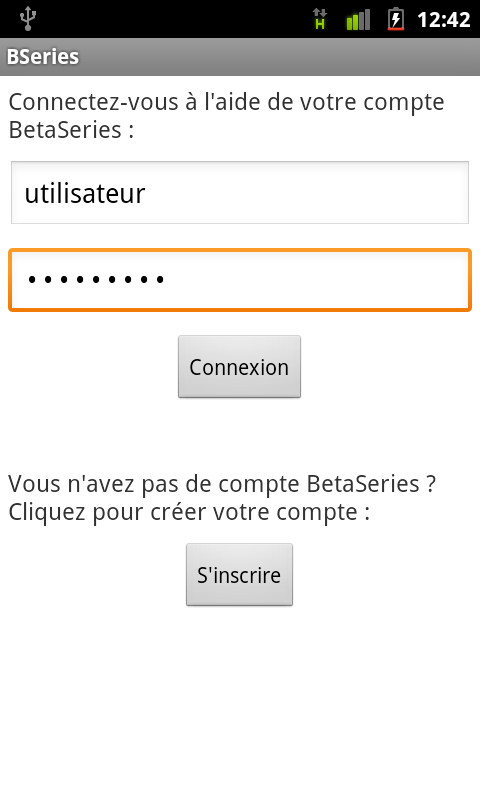 H
12:42
BSeries
Connectez-vous à l'aide de votre compte
BetaSeries :
utilisateur
•••••••••
Connexion
Vous n'avez pas de compte BetaSeries ?
Cliquez pour créer votre compte :
S'inscrire